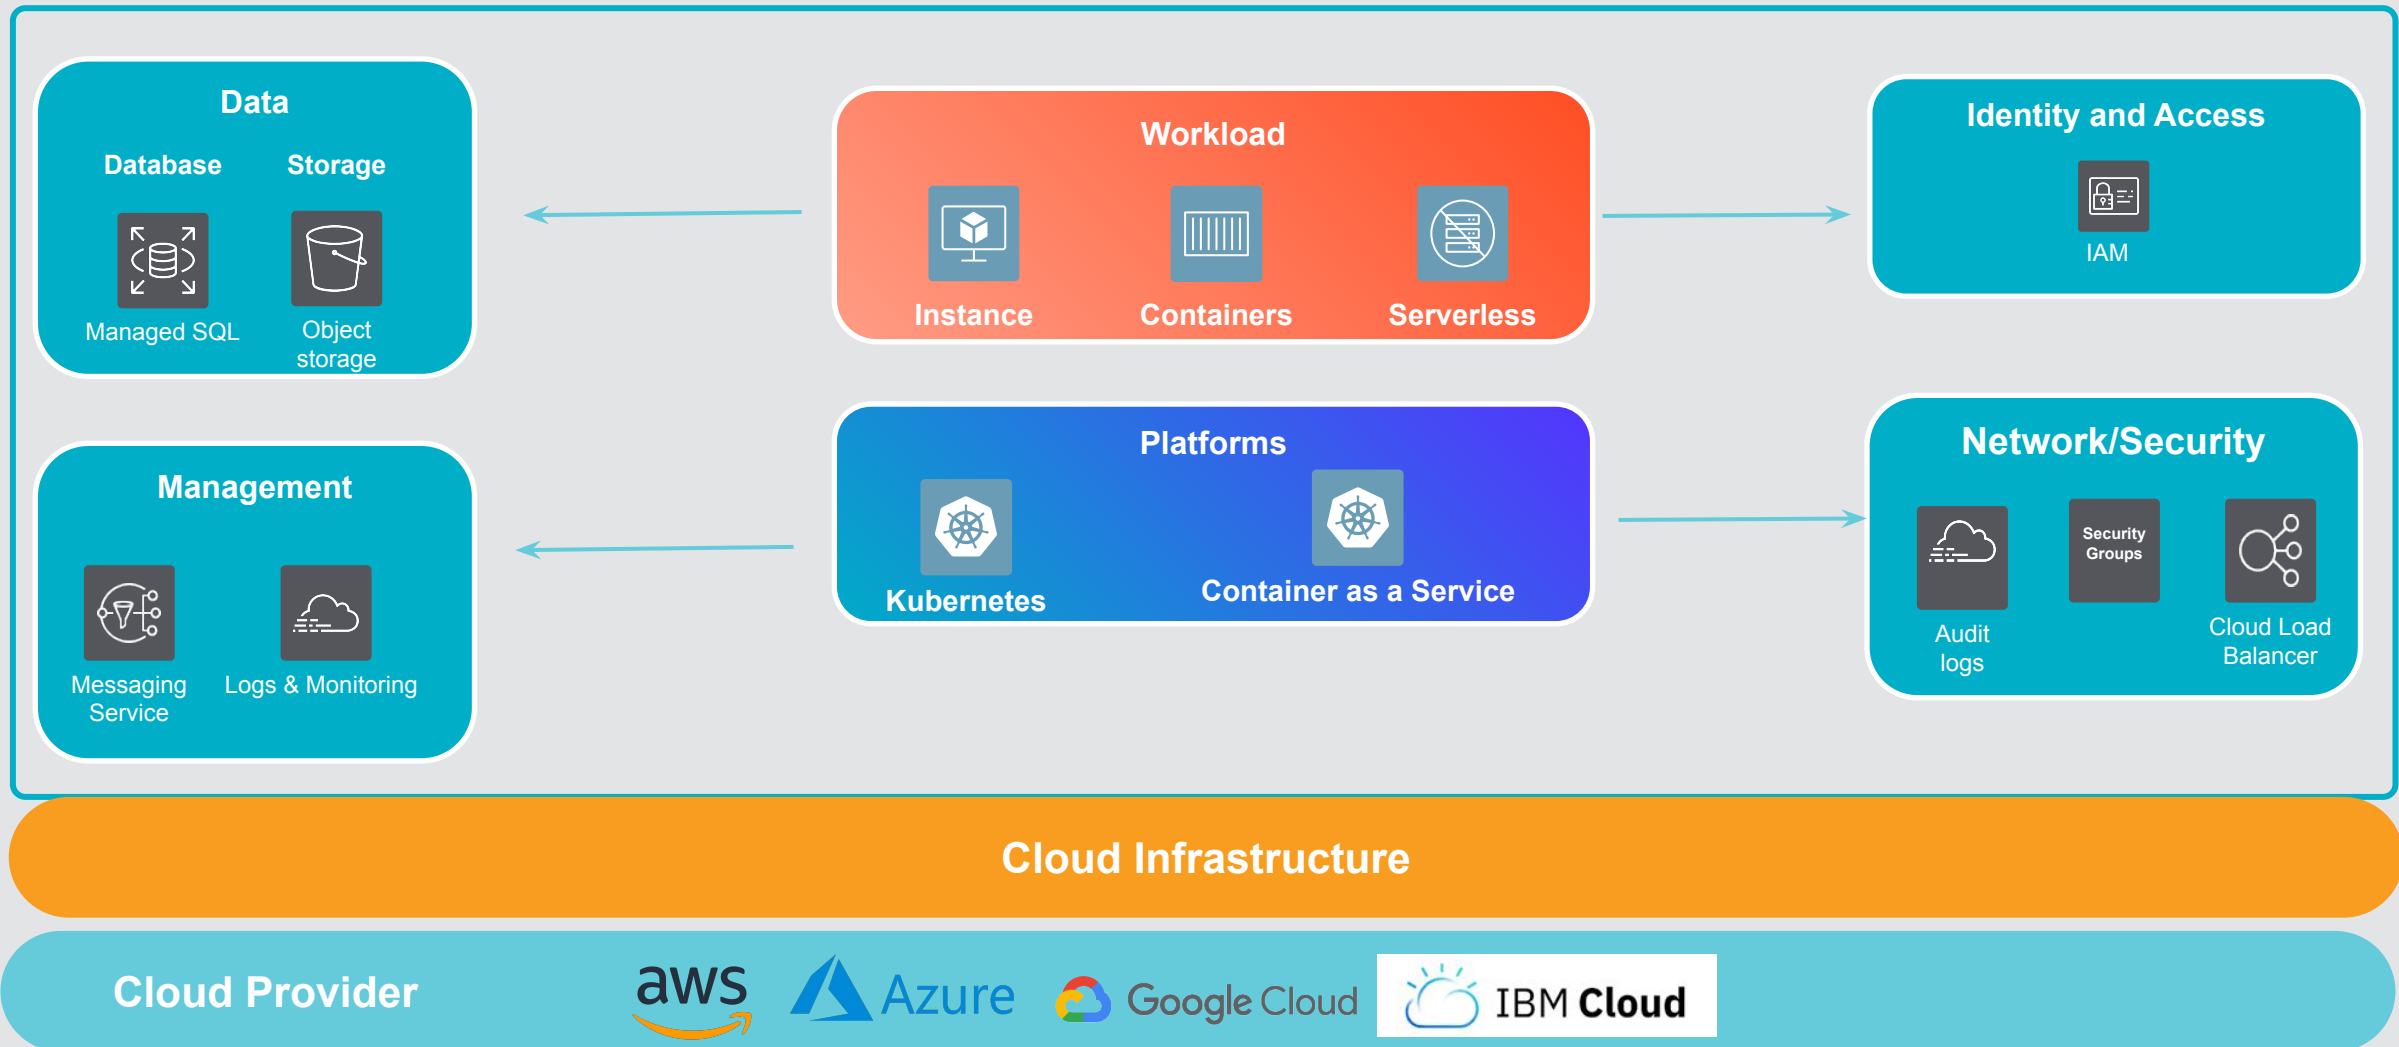 Data
Database
Storage
Managed SQL
Object
storage
Workload
Instance
Containers
Serverless
Identity and Access
IAM
Management
Messaging
Service
Logs & Monitoring
Platforms
Kubernetes
Container as a Service
Network/Security
Audit
logs
Security
Groups
Cloud Load
Balancer
Cloud Infrastructure
Cloud Provider
aws
Azure
Google Cloud
IBM Cloud